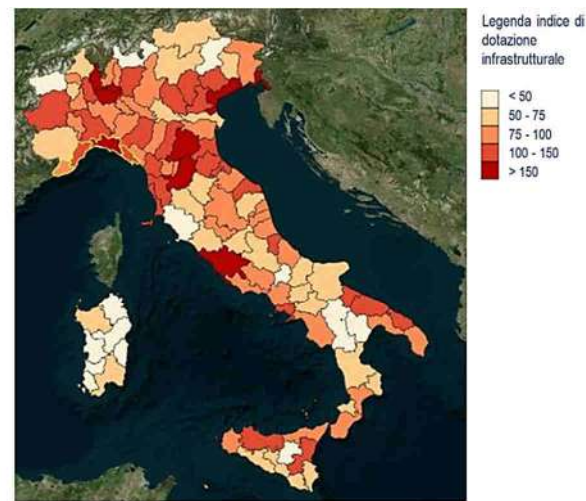 Legenda indice di
dotazione
infrastrutturale
< 50
50 - 75
75 - 100
100 - 150
> 150